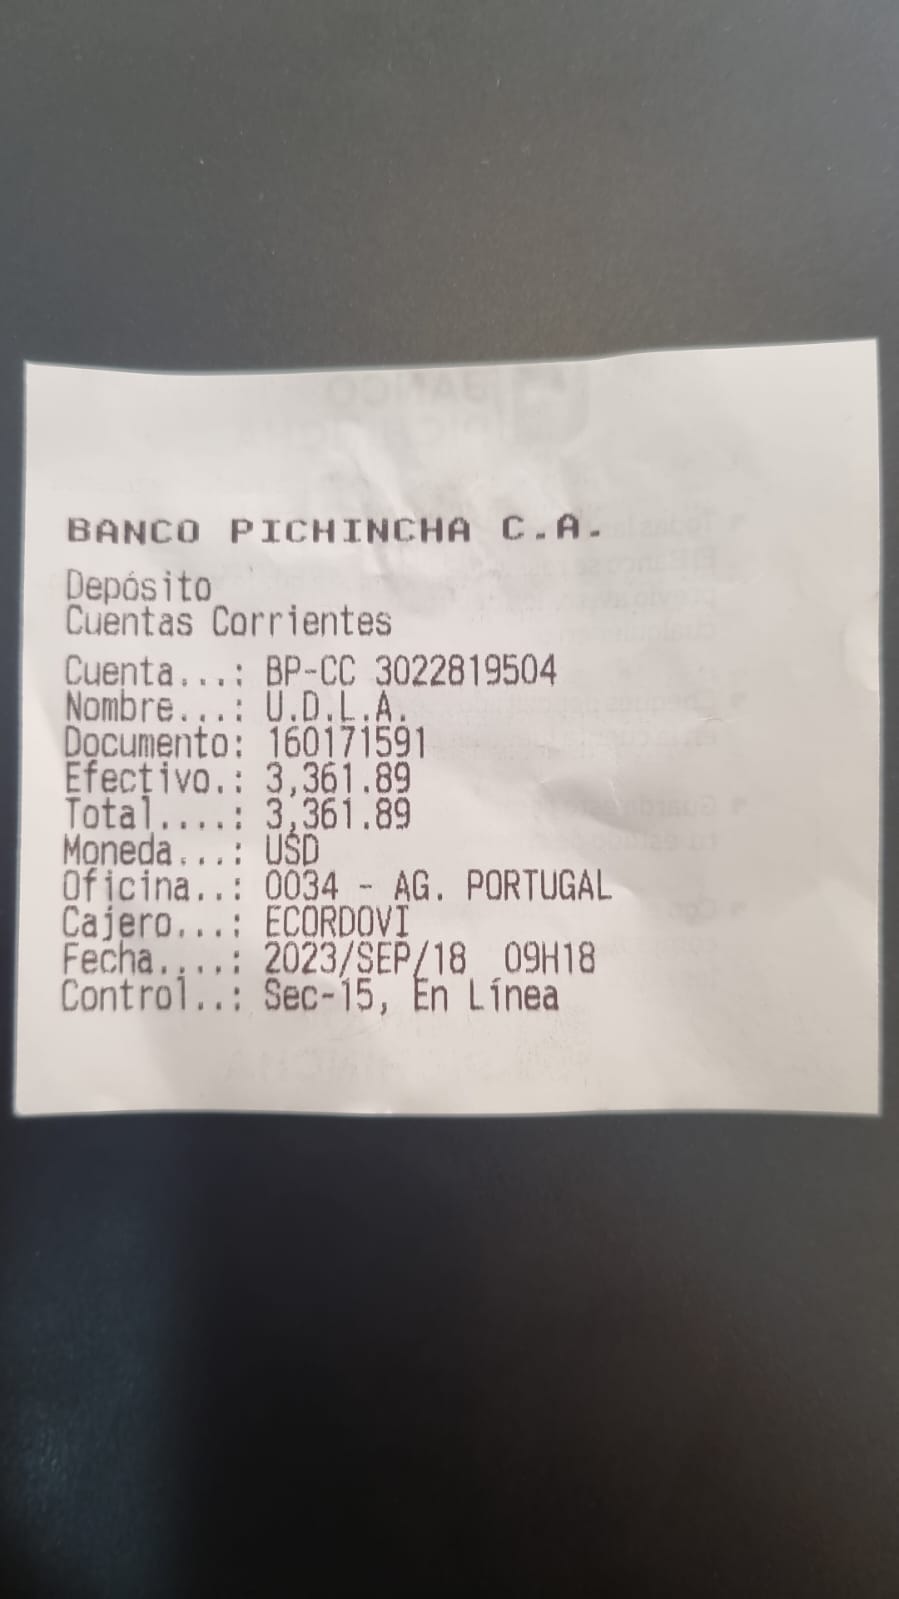 BANCO PICHINCHA C.A.
Depósito
Cuentas Corrientes
Cuenta...: BP-CC 3022819504
Nombre...: U.D.L.A.
Documento: 160171591
Efectivo.: 3,361.89
Total....: 3,361.89
Moneda...: USD
Oficina..: 0034 - AG. PORTUGAL
Cajero...: ECORDOVI
Fecha....: 2023/SEP/18 09H18
Control..: Sec-15, En Línea